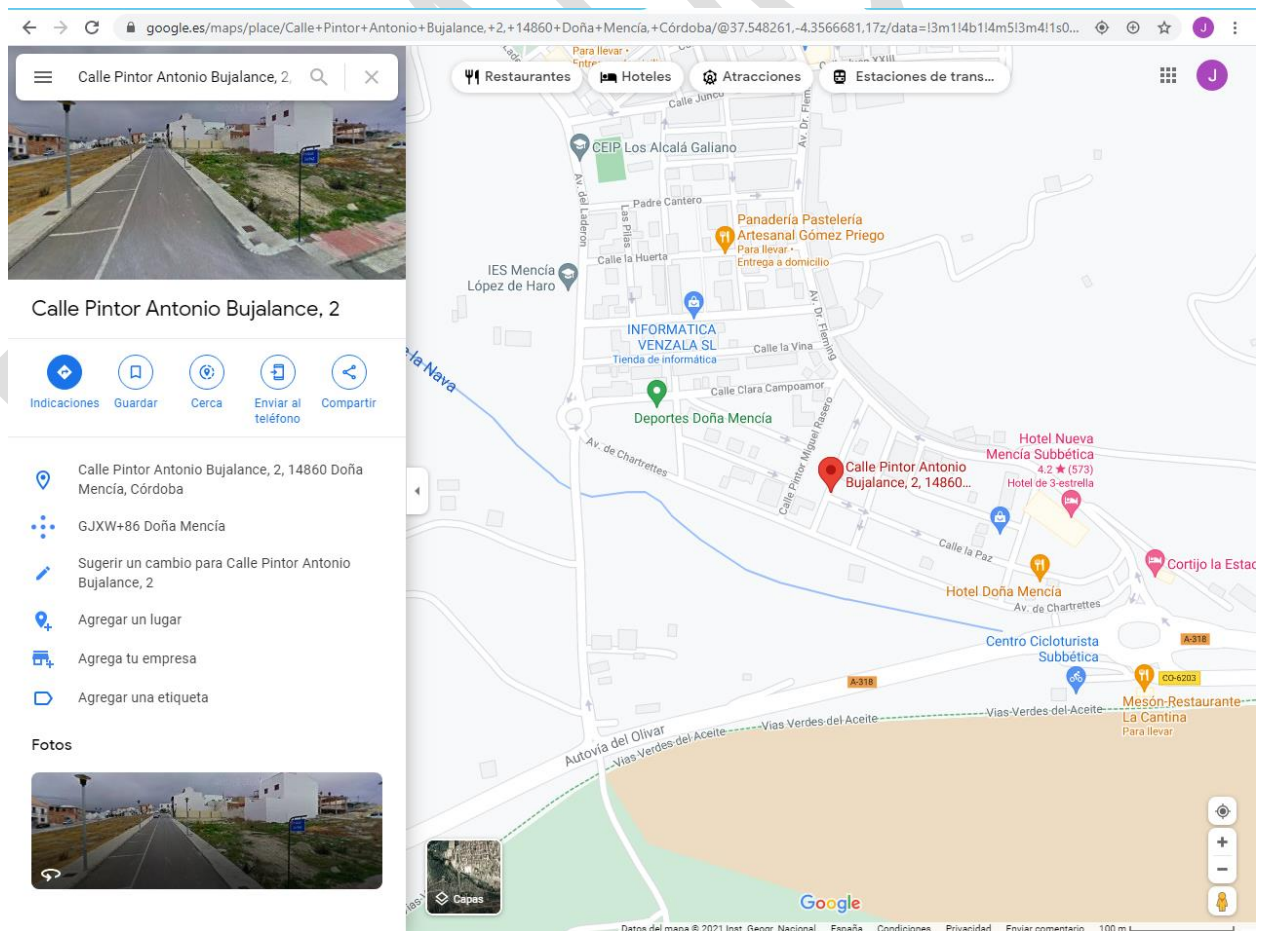 google.es/maps/place/Calle+Pintor+Antonio+Bujalance,+2,+14860+Doña+Mencía,+Córdoba/@37.548261,-4.3566681,17z/data=!3m1!4b1!4m5!3m4!1s0...
J
Calle Pintor Antonio Bujalance, 2,
Calle Pintor Antonio Bujalance, 2
Indicaciones
Guardar
Cerca
Enviar al
teléfono
Compartir
Calle Pintor Antonio Bujalance, 2, 14860 Doña
Mencía, Córdoba
GJXW+86 Doña Mencía
Sugerir un cambio para Calle Pintor Antonio
Bujalance, 2
Agregar un lugar
Agrega tu empresa
Agregar una etiqueta
Fotos
Para llevar ·
Restaurantes
Hoteles
Atracciones
Estaciones de trans...
J
Calle Junco
Av. Dr. Flem
CEIP Los Alcalá Galiano
Av. del Laderón
Las Pilas
Padre Cantero
Panadería Pastelería
Artesanal Gómez Priego
Para llevar ·
Entrega a domicilio
Calle la Huerta
IES Mencía
López de Haro
INFORMATICA
VENZALA SL
Tienda de informática
Av. Dr. Fleming
Calle la Vina
la Nava
Calle Clara Campoamor
Deportes Doña Mencía
Av. de Chartrettes
Calle Pintor Miguel Rasero
Calle Pintor Antonio
Bujalance, 2, 14860...
Hotel Nueva
Mencía Subbética
4.2 ★ (573)
Hotel de 3-estrella
Calle la Paz
Cortijo la Estac
Hotel Doña Mencía
Av. de Chartrettes
Centro Cicloturista
Subbética
A-318
A-318
CO-6203
Mesón-Restaurante
La Cantina
Para llevar
Vias Verdes del Aceite
Vias Verdes del Aceite
Autovía del Olivar
Vias Verdes del Aceite
Capas
Google
Datos del mapa © 2021 Inst. Geogr. Nacional
España
Condiciones
Privacidad
Enviar comentario
100 m